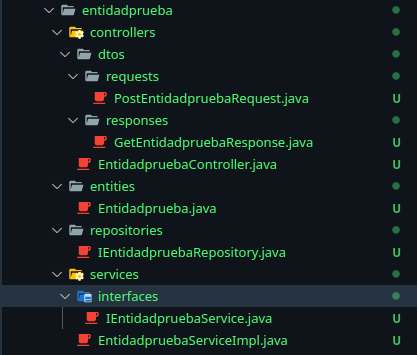 entidadprueba
controllers
dtos
requests
PostEntidadpruebaRequest.java U
responses
GetEntidadpruebaResponse.java U
EntidadpruebaController.java U
entities
Entidadprueba.java U
repositories
IEntidadpruebaRepository.java U
services
interfaces
IEntidadpruebaService.java U
EntidadpruebaServiceImpl.java U